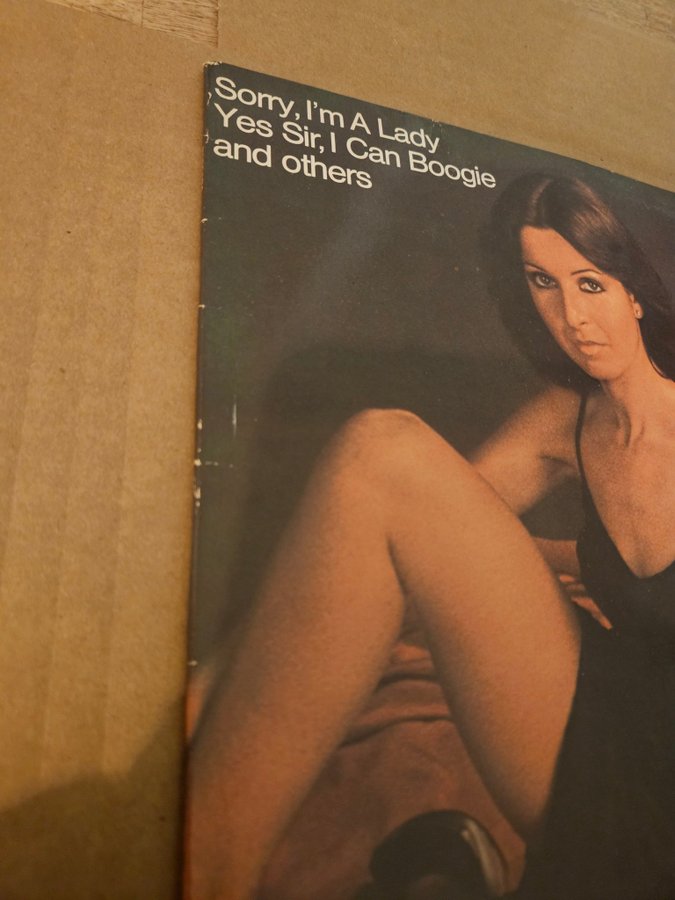 Sorry, I'm A Lady
Yes Sir, I Can Boogie
and others